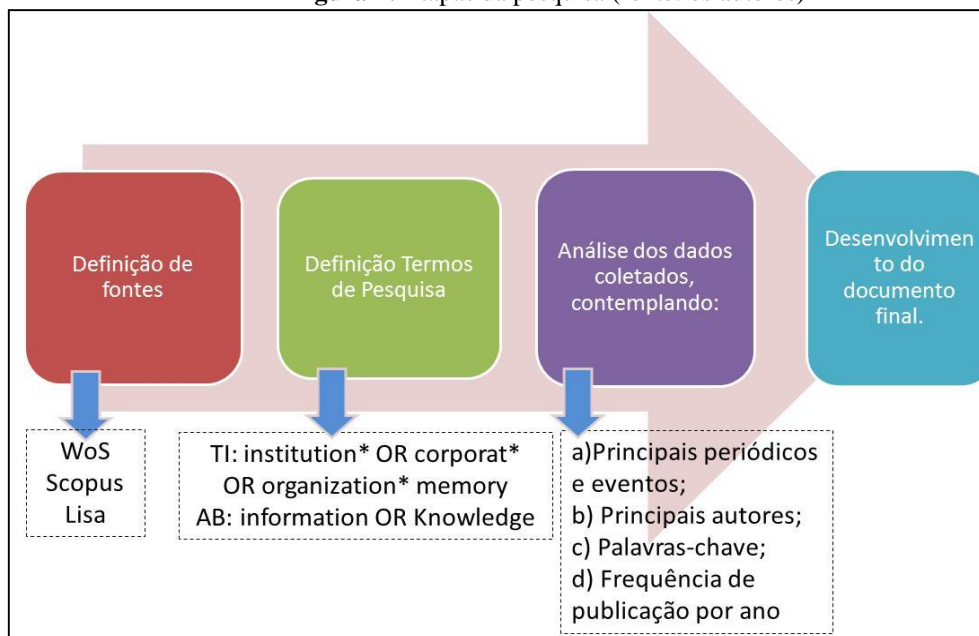 Definição de
fontes
Definição Termos
de Pesquisa
Análise dos dados
coletados,
contemplando:
Desenvolvimen
to do
documento
final.
WoS
Scopus
Lisa
TI: institution* OR corporat*
OR organization* memory
AB: information OR Knowledge
a)Principais periódicos
e eventos;
b) Principais autores;
c) Palavras-chave;
d) Frequência de
publicação por ano